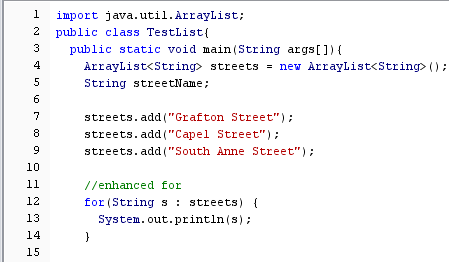 1 import java.util.ArrayList;
2 public class TestList{
3 public static void main(String args[]){
4 ArrayList<String> streets = new ArrayList<String>();
5 String streetName;
6
7 streets.add("Grafton Street");
8 streets.add("Capel Street");
9 streets.add("South Anne Street");
10
11 //enhanced for
12 for(String s : streets) {
13 System.out.println(s);
14 }
15